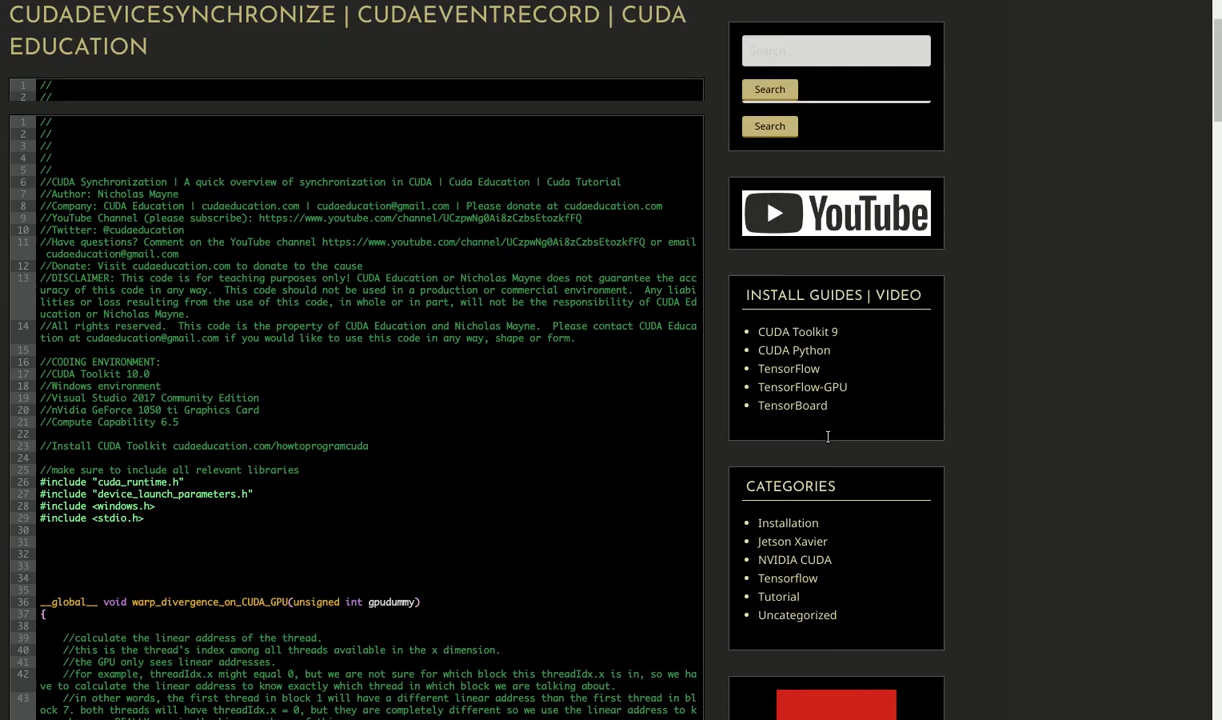 CUDADEVICESYNCHRONIZE | CUDAEVENTRECORD | CUDA
EDUCATION
1 //
2 //
1 //
2 //
3 //
4 //
5 //
6 //CUDA Synchronization | A quick overview of synchronization in CUDA | Cuda Education | Cuda Tutorial
7 //Author: Nicholas Mayne
8 //Company: CUDA Education | cudaeducation.com | cudaeducation@gmail.com | Please donate at cudaeducation.com
9 //YouTube Channel (please subscribe): https://www.youtube.com/channel/UCzpwNg0Ai8zCzbsEtozkfFQ
10 //Twitter: @cudaeducation
11 //Have questions? Comment on the YouTube channel https://www.youtube.com/channel/UCzpwNg0Ai8zCzbsEtozkfFQ or email
cudaeducation@gmail.com
12 //Donate: Visit cudaeducation.com to donate to the cause
13 //DISCLAIMER: This code is for teaching purposes only! CUDA Education or Nicholas Mayne does not guarantee the acc
uracy of this code in any way.  This code should not be used in a production or commercial environment.  Any liabi
lities or loss resulting from the use of this code, in whole or in part, will not be the responsibility of CUDA Ed
ucation or Nicholas Mayne.
14 //All rights reserved.  This code is the property of CUDA Education and Nicholas Mayne.  Please contact CUDA Educa
tion at cudaeducation@gmail.com if you would like to use this code in any way, shape or form.
15
16 //CODING ENVIRONMENT:
17 //CUDA Toolkit 10.0
18 //Windows environment
19 //Visual Studio 2017 Community Edition
20 //nVidia GeForce 1050 ti Graphics Card
21 //Compute Capability 6.5
22
23 //Install CUDA Toolkit cudaeducation.com/howtoprogramcuda
24
25 //make sure to include all relevant libraries
26 #include "cuda_runtime.h"
27 #include "device_launch_parameters.h"
28 #include <windows.h>
29 #include <stdio.h>
30
31
32
33
34
35
36 __global__ void warp_divergence_on_CUDA_GPU(unsigned int gpudummy)
37 {
38
39 //calculate the linear address of the thread.
40 //this is the thread's index among all threads available in the x dimension.
41 //the GPU only sees linear addresses.
42 //for example, threadIdx.x might equal 0, but we are not sure for which block this threadIdx.x is in, so we ha
ve to calculate the linear address to know exactly which thread in which block we are talking about.
43 //in other words, the first thread in block 1 will have a different linear address than the first thread in bl
ock 7. both threads will have threadIdx.x = 0, but they are completely different so we use the linear address to k
Search …
Search
Search
YouTube
INSTALL GUIDES | VIDEO
CUDA Toolkit 9
CUDA Python
TensorFlow
TensorFlow-GPU
TensorBoard
CATEGORIES
Installation
Jetson Xavier
NVIDIA CUDA
Tensorflow
Tutorial
Uncategorized